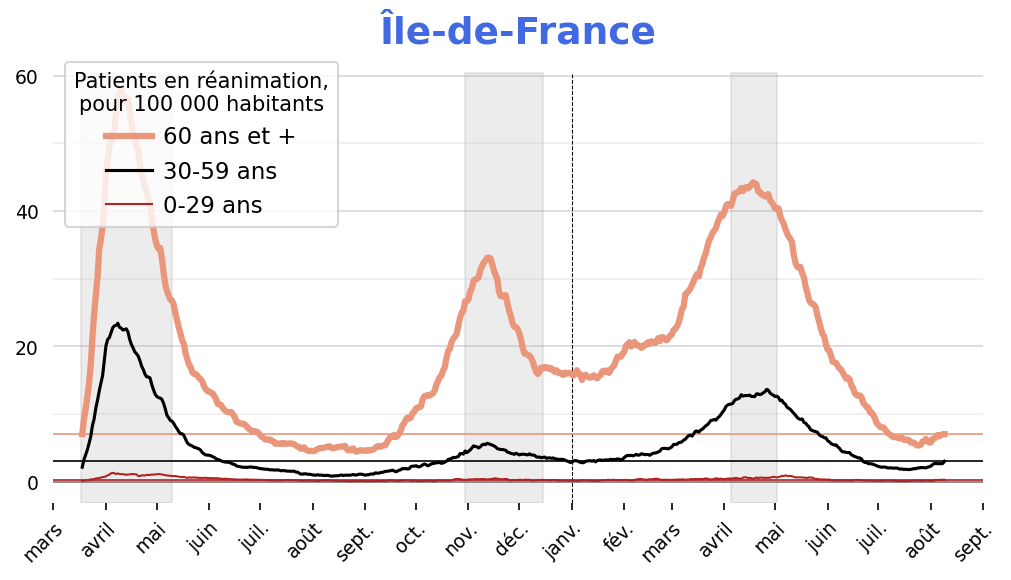 Île-de-France
Patients en réanimation,
pour 100 000 habitants
60 ans et +
30-59 ans
0-29 ans
60
40
20
0
mars
avril
mai
juin
juil.
août
sept.
oct.
nov.
déc.
janv.
fév.
mars
avril
mai
juin
juil.
août
sept.